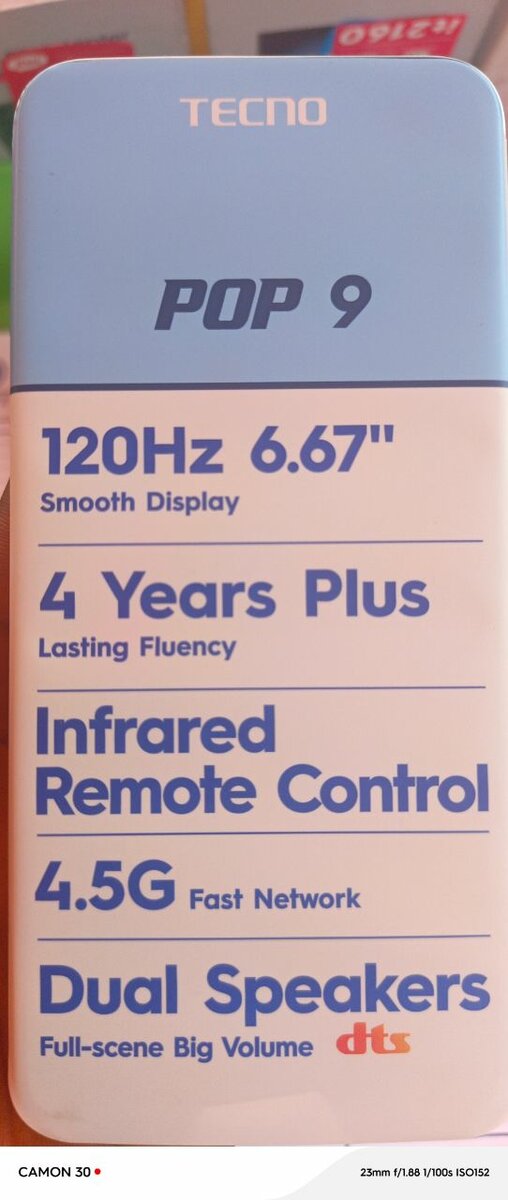 it2160
TECNO
POP 9
120Hz 6.67"
Smooth Display
4 Years Plus
Lasting Fluency
Infrared
Remote Control
4.5G Fast Network
Dual Speakers
Full-scene Big Volume dts
CAMON 30
23mm f/1.88 1/100s ISO152